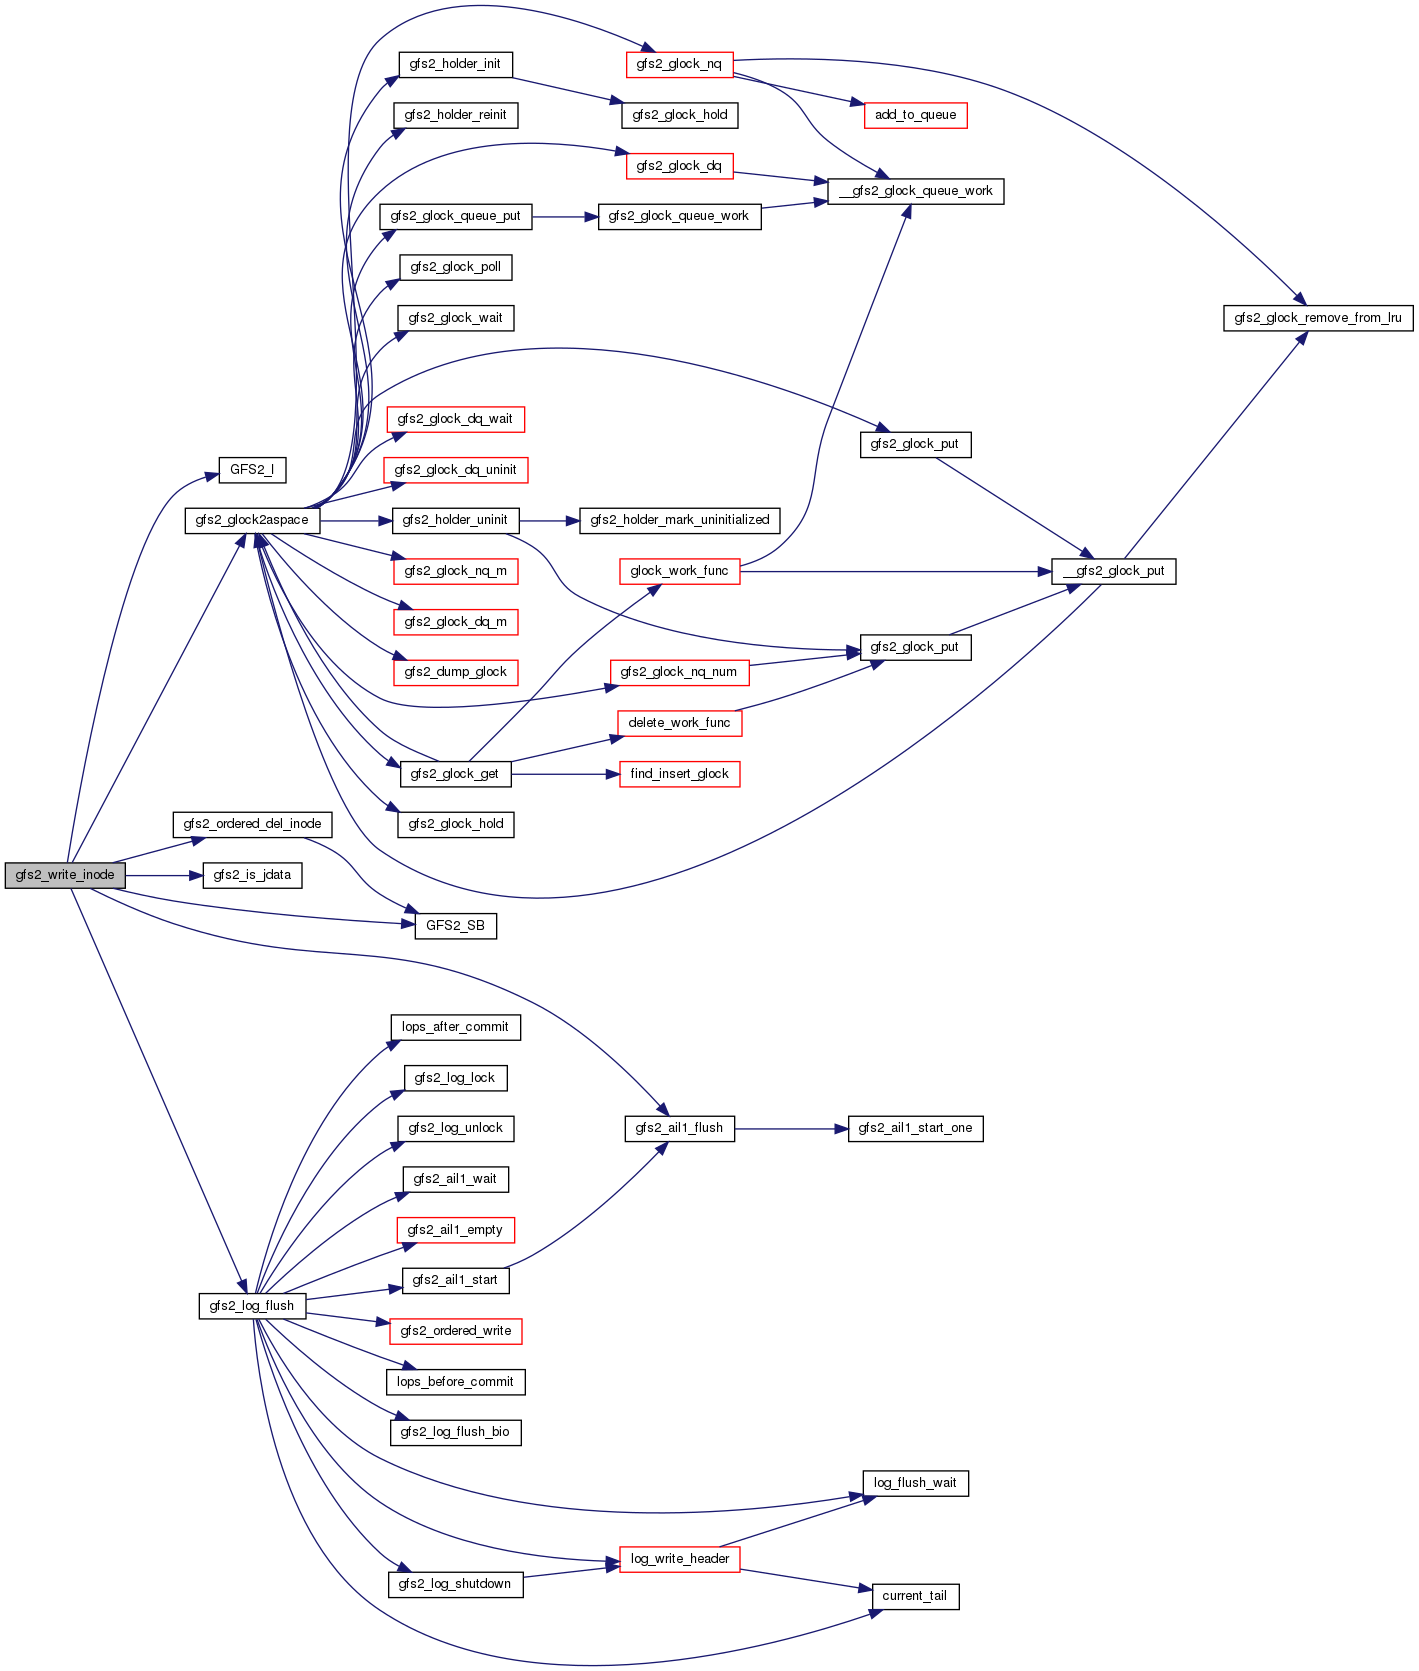 gfs2_glock_nq
gfs2_holder_init
gfs2_glock_hold
add_to_queue
gfs2_holder_reinit
gfs2_glock_dq
__gfs2_glock_queue_work
gfs2_glock_queue_put
gfs2_glock_queue_work
gfs2_glock_poll
gfs2_glock_wait
gfs2_glock_remove_from_lru
gfs2_glock_dq_wait
gfs2_glock_put
GFS2_I
gfs2_glock_dq_uninit
gfs2_glock2aspace
gfs2_holder_uninit
gfs2_holder_mark_uninitialized
gfs2_glock_nq_m
glock_work_func
__gfs2_glock_put
gfs2_glock_dq_m
gfs2_glock_put
gfs2_dump_glock
gfs2_glock_nq_num
delete_work_func
gfs2_glock_get
find_insert_glock
gfs2_ordered_del_inode
gfs2_glock_hold
gfs2_write_inode
gfs2_is_jdata
GFS2_SB
lops_after_commit
gfs2_log_lock
gfs2_log_unlock
gfs2_ail1_flush
gfs2_ail1_start_one
gfs2_ail1_wait
gfs2_ail1_empty
gfs2_ail1_start
gfs2_log_flush
gfs2_ordered_write
lops_before_commit
gfs2_log_flush_bio
log_flush_wait
log_write_header
gfs2_log_shutdown
current_tail